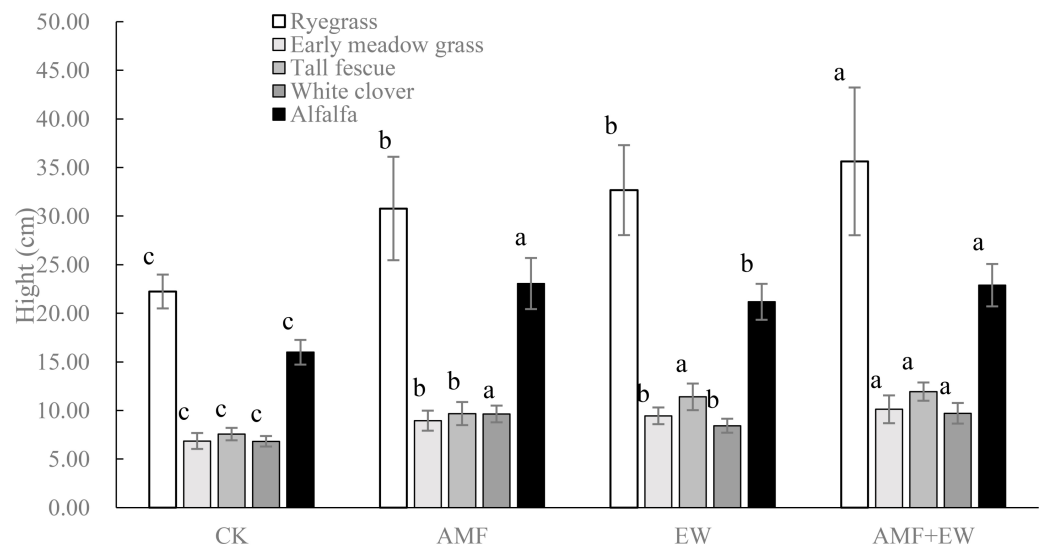 50.00
45.00
40.00
35.00
30.00
25.00
20.00
15.00
10.00
5.00
0.00
Hight (cm)
Ryegrass
Early meadow grass
Tall fescue
White clover
Alfalfa
c
c
c
c
c
b
b
b
a
a
b
b
a
b
b
a
a
a
a
a
CK
AMF
EW
AMF+EW